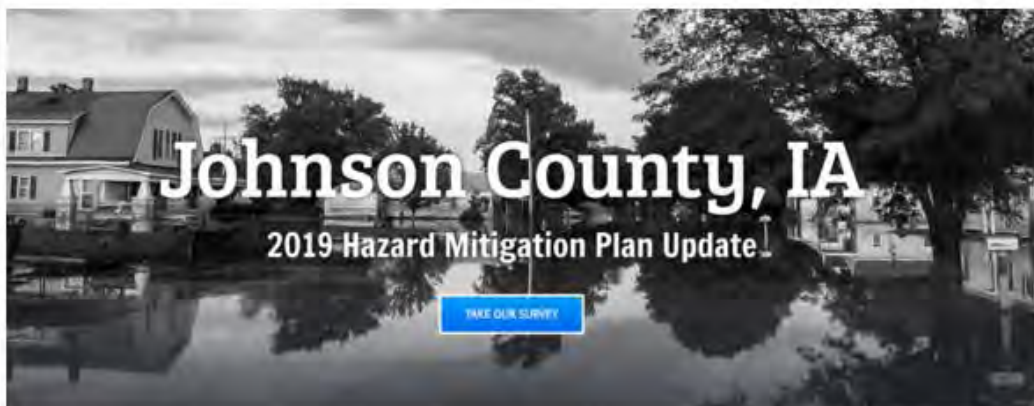 Johnson County, IA
2019 Hazard Mitigation Plan Update
TAKE OUR SURVEY